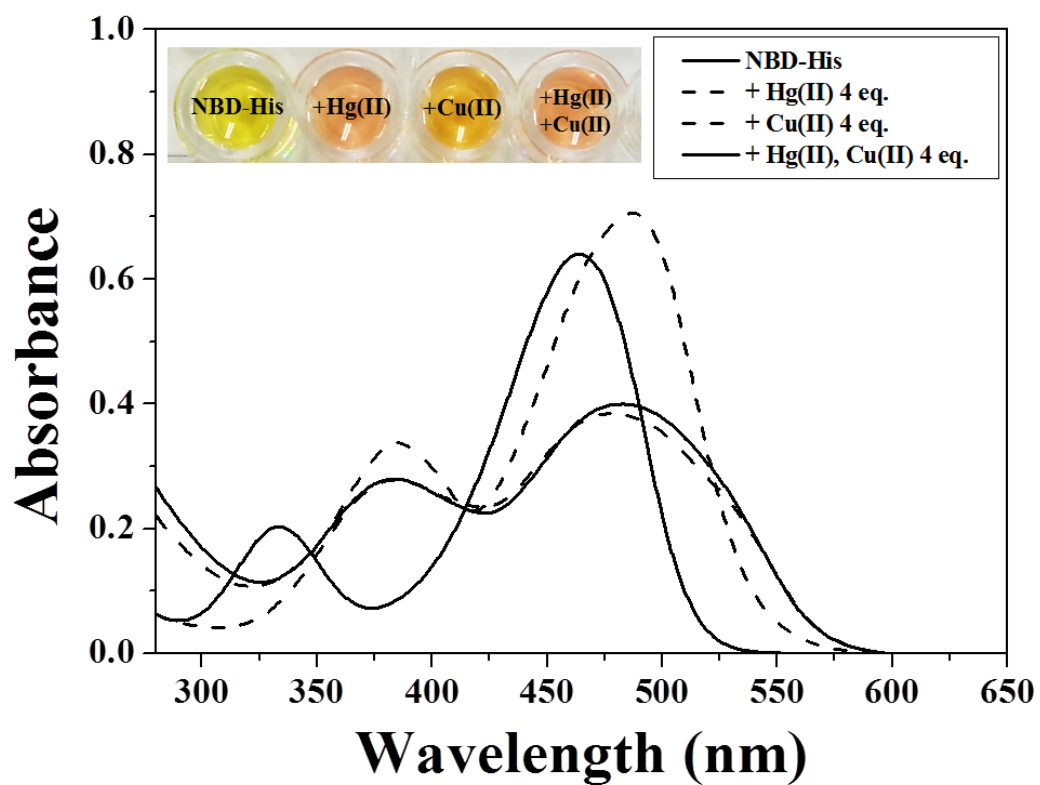 1.0
0.8
0.6
0.4
0.2
0.0
Absorbance
NBD-His
+Hg(II)
+Cu(II)
+Hg(II)
+Cu(II)
NBD-His
+ Hg(II) 4 eq.
+ Cu(II) 4 eq.
+ Hg(II), Cu(II) 4 eq.
300 350 400 450 500 550 600 650
Wavelength (nm)